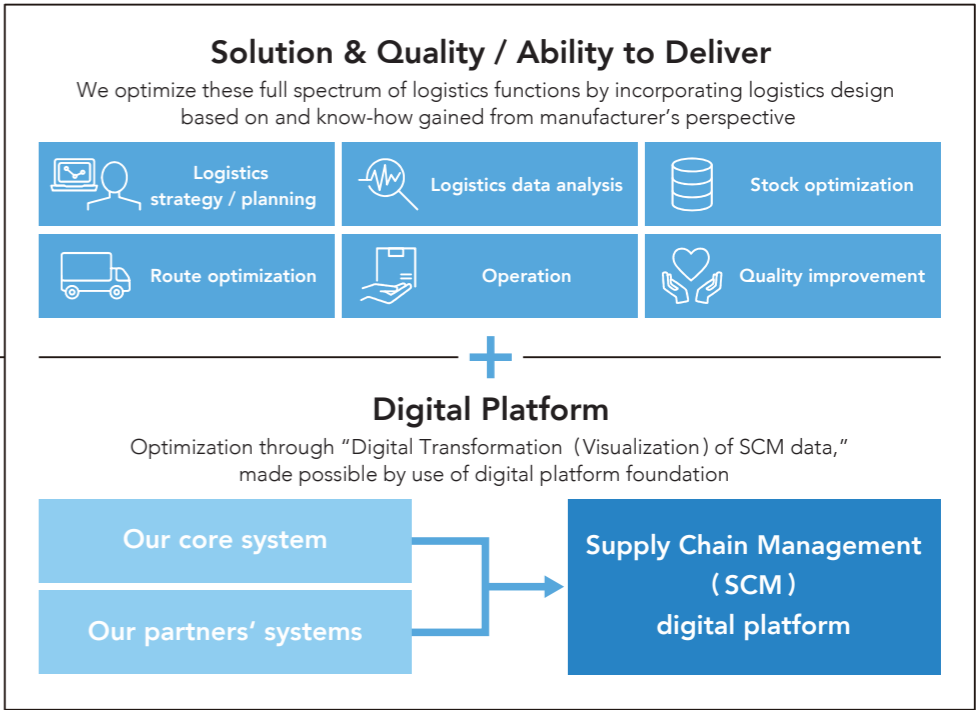 Solution & Quality / Ability to Deliver
We optimize these full spectrum of logistics functions by incorporating logistics design
based on and know-how gained from manufacturer’s perspective
Logistics
strategy / planning
Logistics data analysis
Stock optimization
Route optimization
Operation
Quality improvement
+
Digital Platform
Optimization through “Digital Transformation（Visualization）of SCM data,”
made possible by use of digital platform foundation
Our core system
Our partners’ systems
Supply Chain Management
（SCM）
digital platform